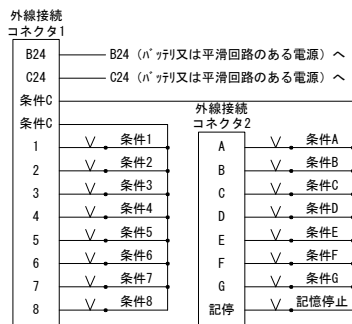 外線接続
コネクタ1
B24 B24（ﾊﾞｯﾃﾘ又は平滑回路のある電源）へ
C24 C24（ﾊﾞｯﾃﾘ又は平滑回路のある電源）へ
条件C
条件C
1 条件1
2 条件2
3 条件3
4 条件4
5 条件5
6 条件6
7 条件7
8 条件8
外線接続
コネクタ2
A 条件A
B 条件B
C 条件C
D 条件D
E 条件E
F 条件F
G 条件G
記停 記憶停止